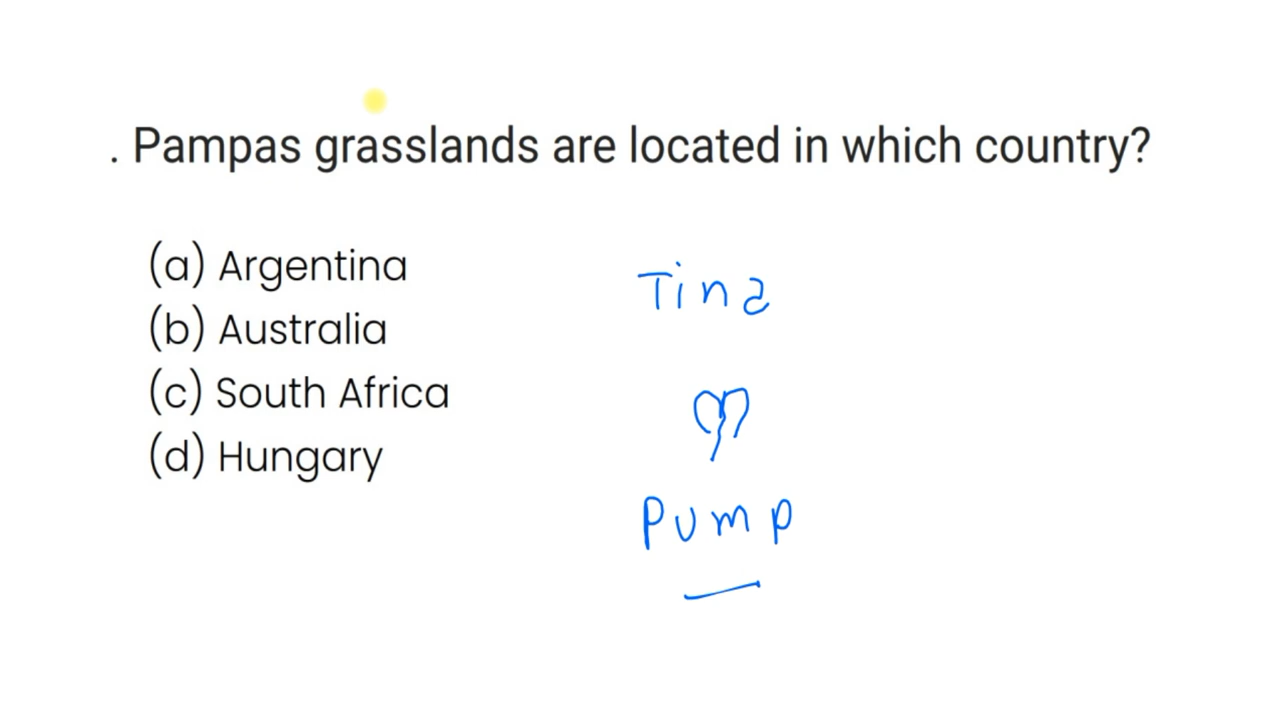 . Pampas grasslands are located in which country?
(a) Argentina
(b) Australia
(c) South Africa
(d) Hungary
Tina
Pump